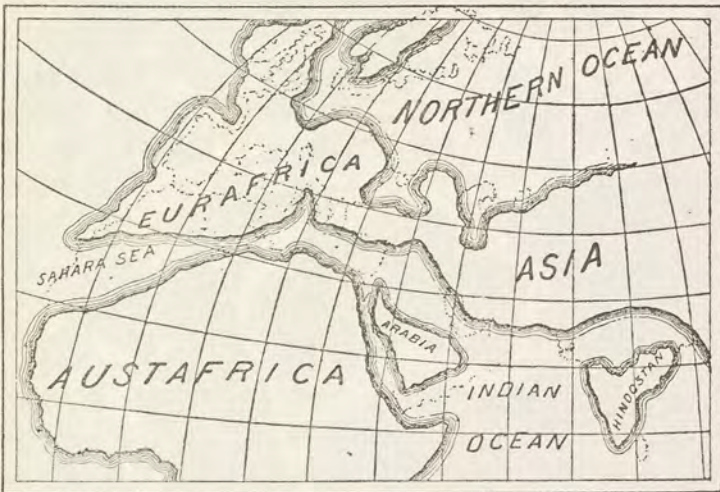 NORTHERN OCEAN
EURAFRICA
SAHARA SEA
ASIA
ARABIA
HINDOSTAN
AUSTAFRICA
INDIAN
OCEAN